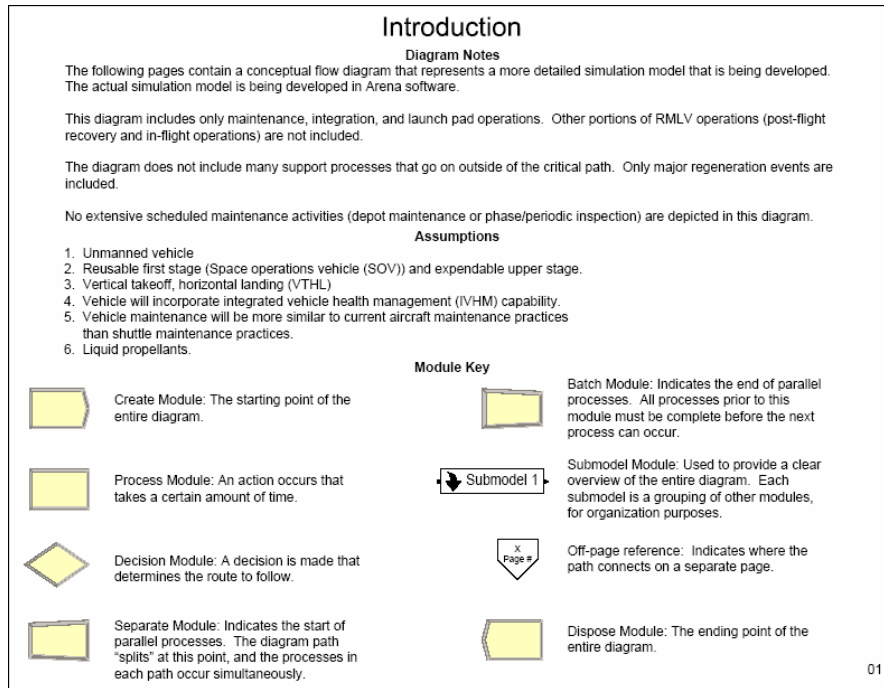 Introduction
Diagram Notes
The following pages contain a conceptual flow diagram that represents a more detailed simulation model that is being developed.
The actual simulation model is being developed in Arena software.
This diagram includes only maintenance, integration, and launch pad operations.  Other portions of RMLV operations (post-flight
recovery and in-flight operations) are not included.
The diagram does not include many support processes that go on outside of the critical path.  Only major regeneration events are
included.
No extensive scheduled maintenance activities (depot maintenance or phase/periodic inspection) are depicted in this diagram.
Assumptions
1. Unmanned vehicle
2. Reusable first stage (Space operations vehicle (SOV)) and expendable upper stage.
3. Vertical takeoff, horizontal landing (VTHL)
4. Vehicle will incorporate integrated vehicle health management (IVHM) capability.
5. Vehicle maintenance will be more similar to current aircraft maintenance practices
than shuttle maintenance practices.
6. Liquid propellants.
Module Key
Create Module: The starting point of the
entire diagram.
Process Module: An action occurs that
takes a certain amount of time.
Decision Module: A decision is made that
determines the route to follow.
Separate Module: Indicates the start of
parallel processes.  The diagram path
“splits” at this point, and the processes in
each path occur simultaneously.
Batch Module: Indicates the end of parallel
processes.  All processes prior to this
module must be complete before the next
process can occur.
Submodel 1
Submodel Module: Used to provide a clear
overview of the entire diagram.  Each
submodel is a grouping of other modules,
for organization purposes.
X
Page #
Off-page reference:  Indicates where the
path connects on a separate page.
Dispose Module: The ending point of the
entire diagram.
01